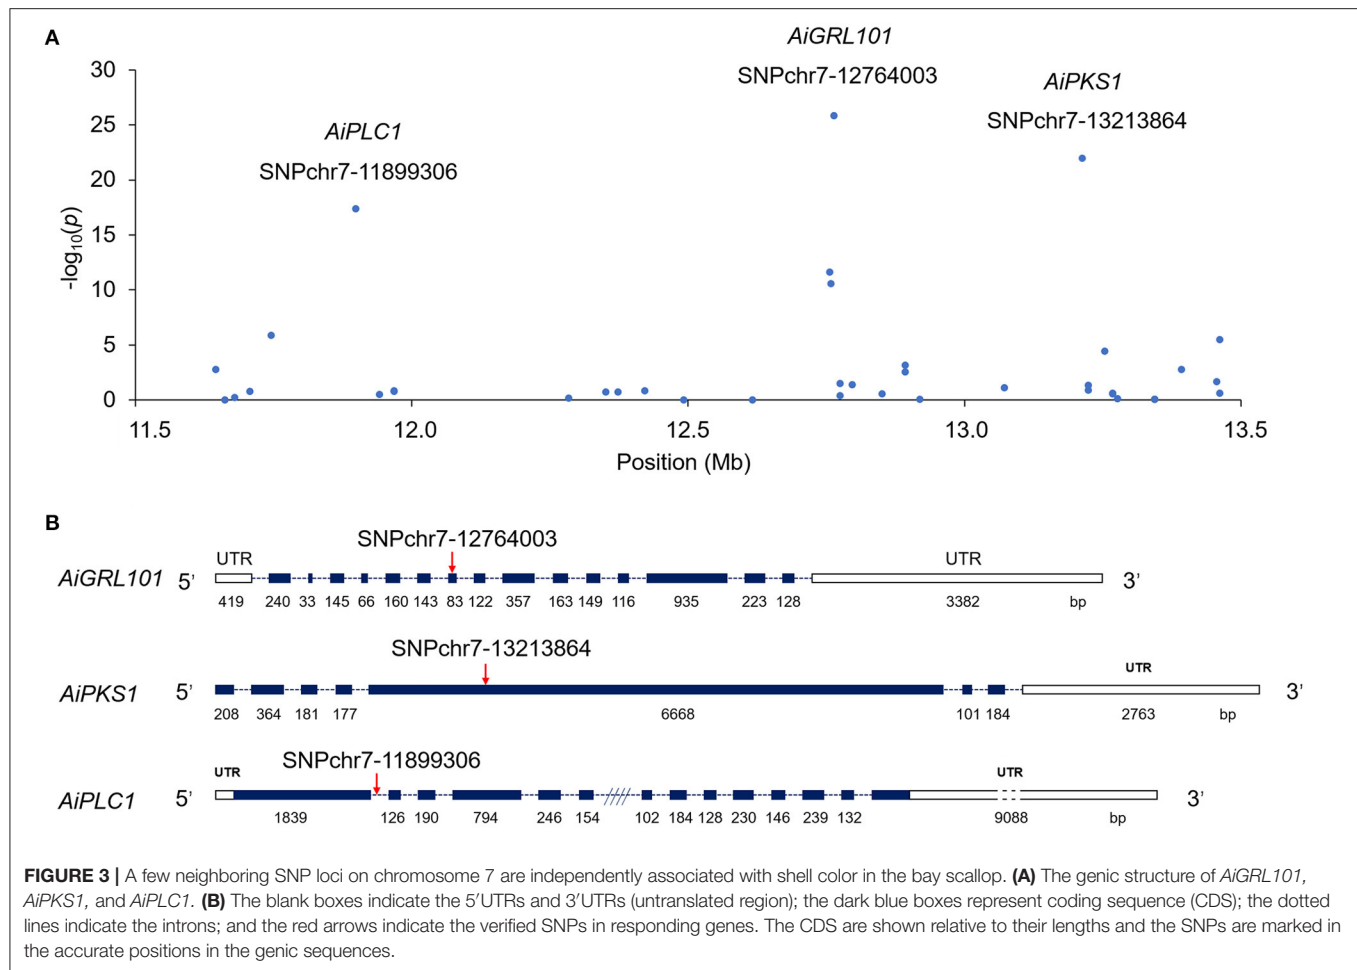 A
AiGRL101
SNPchr7-12764003
AiPKS1
SNPchr7-13213864
AiPLC1
SNPchr7-11899306
30
25
20
15
10
5
0
-log10(p)
11.5 12.0 12.5 13.0 13.5
Position (Mb)
B
SNPchr7-12764003
UTR UTR
AiGRL101 5’ 3’
419 240 33 145 66 160 143 83 122 357 163 149 116 935 223 128 3382 bp
SNPchr7-13213864
UTR
AiPKS1 5’ 3’
208 364 181 177 6668 101 184 2763 bp
SNPchr7-11899306
UTR UTR
AiPLC1 5’ 3’
1839 126 190 794 246 154 102 184 128 230 146 239 132 9088 bp
FIGURE 3 | A few neighboring SNP loci on chromosome 7 are independently associated with shell color in the bay scallop. (A) The genic structure of AiGRL101,
AiPKS1, and AiPLC1. (B) The blank boxes indicate the 5′UTRs and 3′UTRs (untranslated region); the dark blue boxes represent coding sequence (CDS); the dotted
lines indicate the introns; and the red arrows indicate the verified SNPs in responding genes. The CDS are shown relative to their lengths and the SNPs are marked in
the accurate positions in the genic sequences.